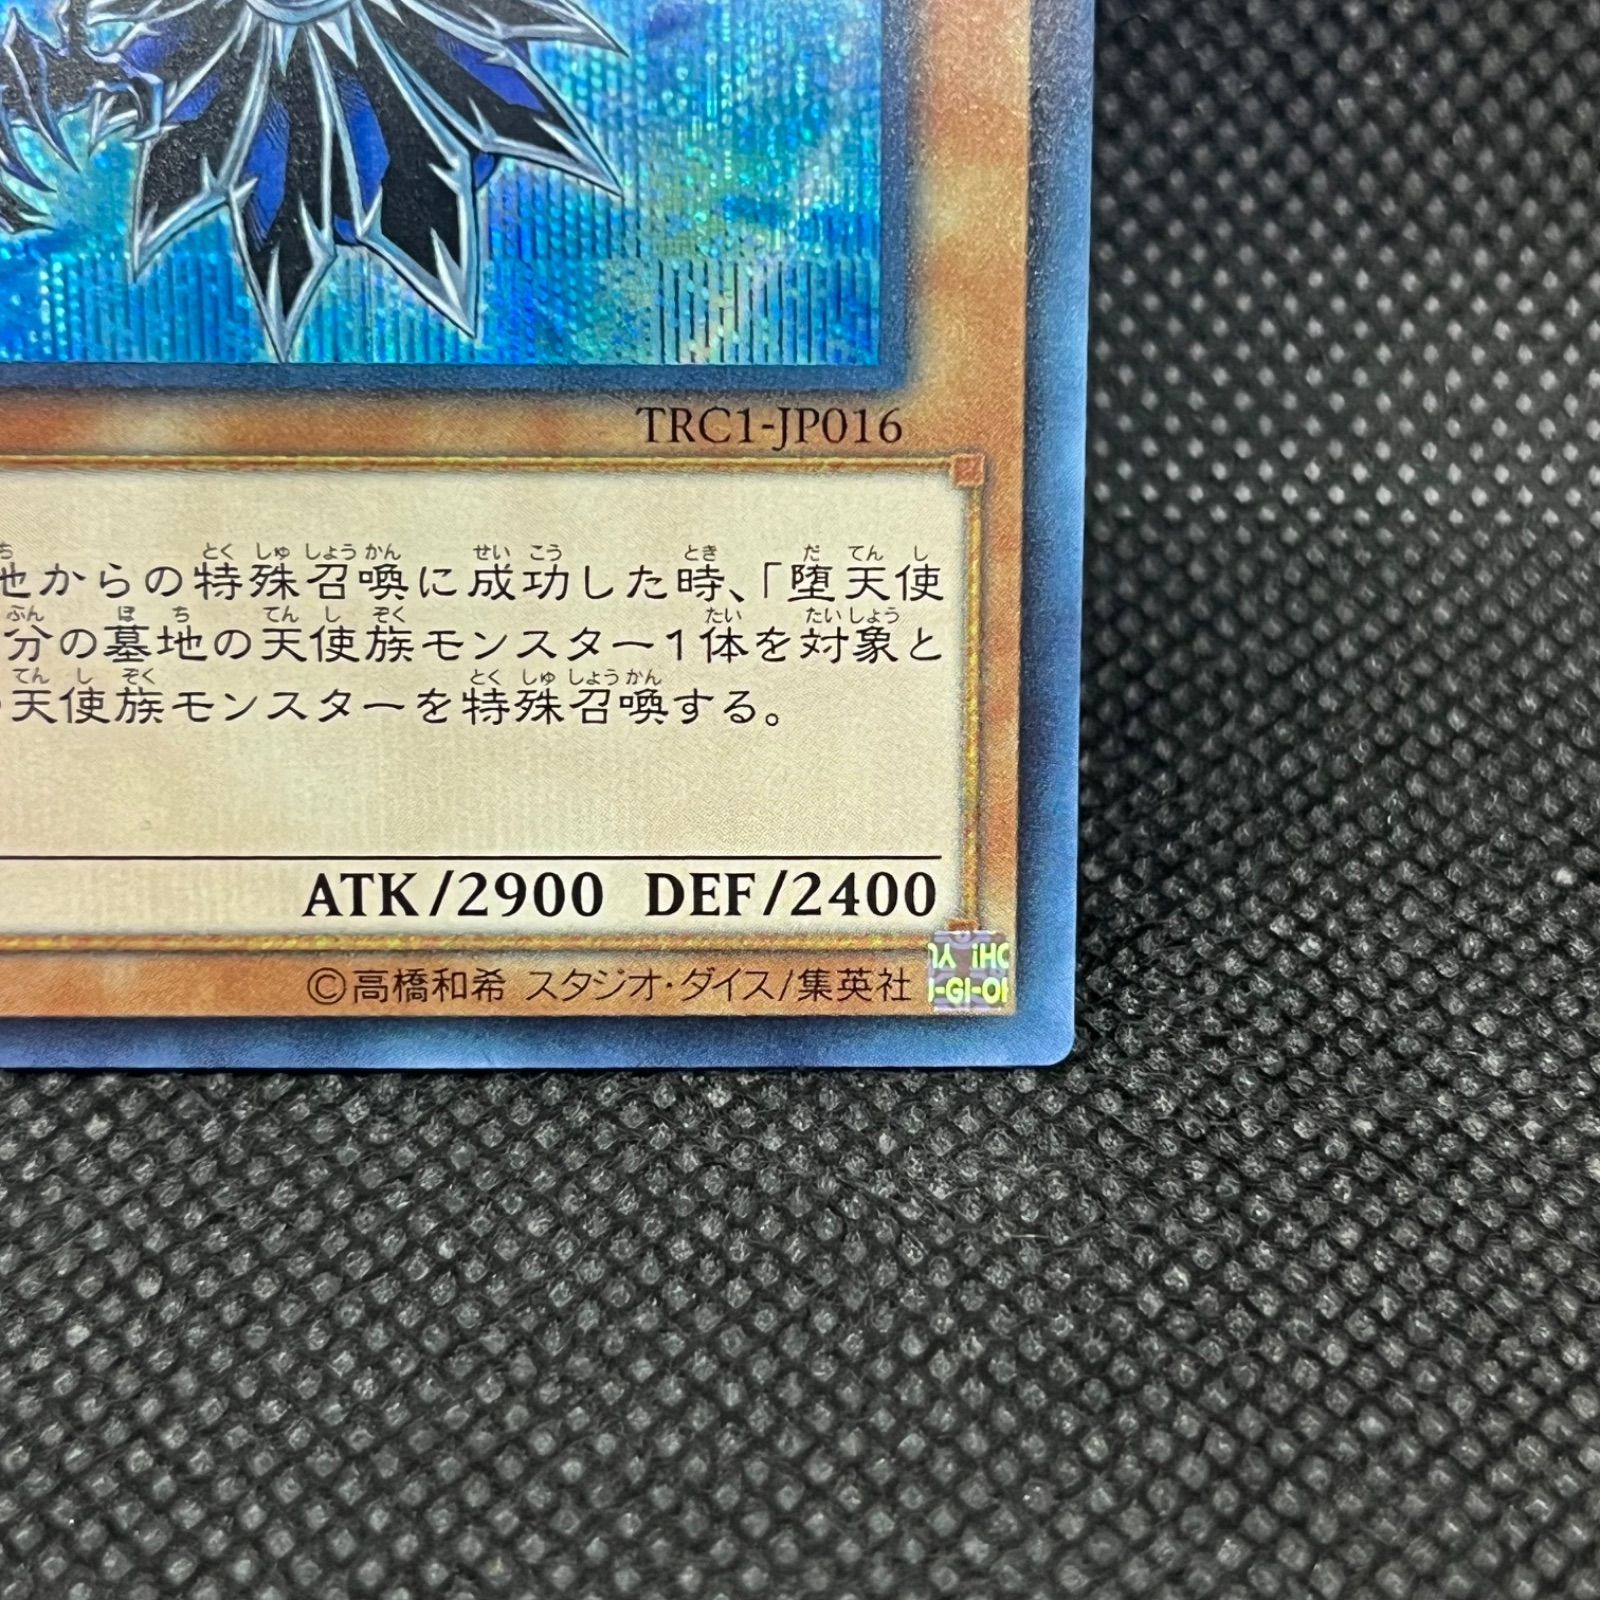 TRC1-JP016
地からの特殊召喚に成功した時、「堕天使
分の墓地の天使族モンスター1体を対象と
天使族モンスターを特殊召喚する。
ATK/2900 DEF/2400
©高橋和希 スタジオ・ダイス/集英社